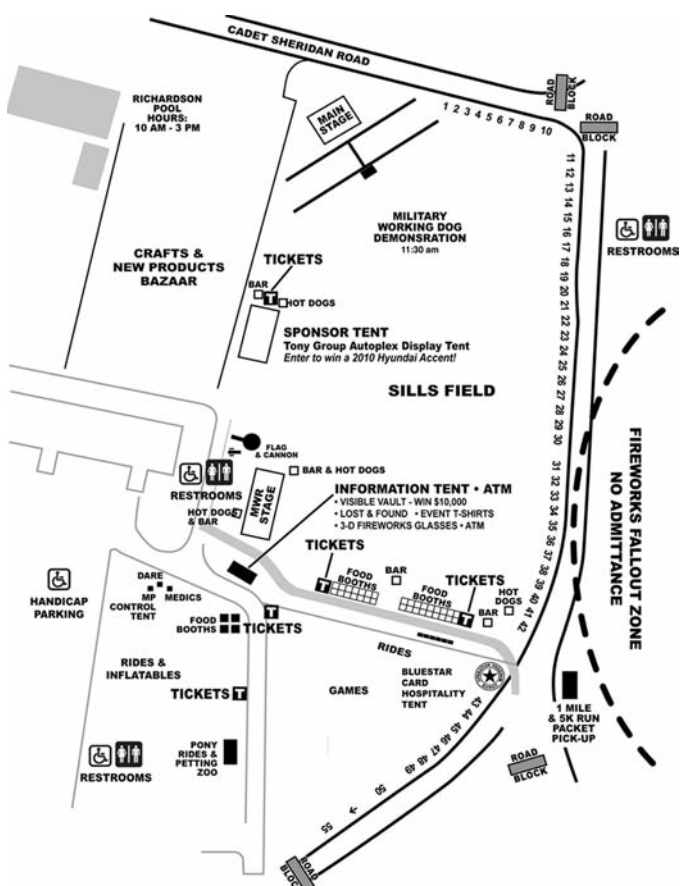 CADET SHERIDAN ROAD
ROAD
BLOCK
ROAD
BLOCK
RICHARDSON
POOL
HOURS:
10 AM - 3 PM
MAIN
STAGE
1 2 3 4 5 6 7 8 9 10
11
12
13
14
15
16
17
18
19
20
21
22
23
24
25
26
27
28
29
30
31
32
33
34
35
36
37
38
39
40
41
42
MILITARY
WORKING DOG
DEMONSRATION
11:30 am
RESTROOMS
CRAFTS &
NEW PRODUCTS
BAZAAR
TICKETS
BAR
T
HOT DOGS
SPONSOR TENT
Tony Group Autoplex Display Tent
Enter to win a 2010 Hyundai Accent!
SILLS FIELD
FIREWORKS FALLOUT ZONE
NO ADMITTANCE
FLAG
& CANNON
BAR & HOT DOGS
RESTROOMS
HOT DOGS
& BAR
MWR
STAGE
INFORMATION TENT • ATM
• VISIBLE VAULT - WIN $10,000
• LOST & FOUND • EVENT T-SHIRTS
• 3-D FIREWORKS GLASSES • ATM
TICKETS
T
FOOD
BOOTHS
BAR
FOOD
BOOTHS
TICKETS
T
BAR
HOT
DOGS
HANDICAP
PARKING
DARE
MP
MEDICS
CONTROL
TENT
FOOD
BOOTHS
T
TICKETS
RIDES
RIDES &
INFLATABLES
TICKETS
T
GAMES
BLUESTAR
CARD
HOSPITALITY
TENT
43 44 45 46 47 48 49
50
55
1 MILE
& 5K RUN
PACKET
PICK-UP
RESTROOMS
PONY
RIDES &
PETTING
ZOO
ROAD
BLOCK
ROAD
BLOCK